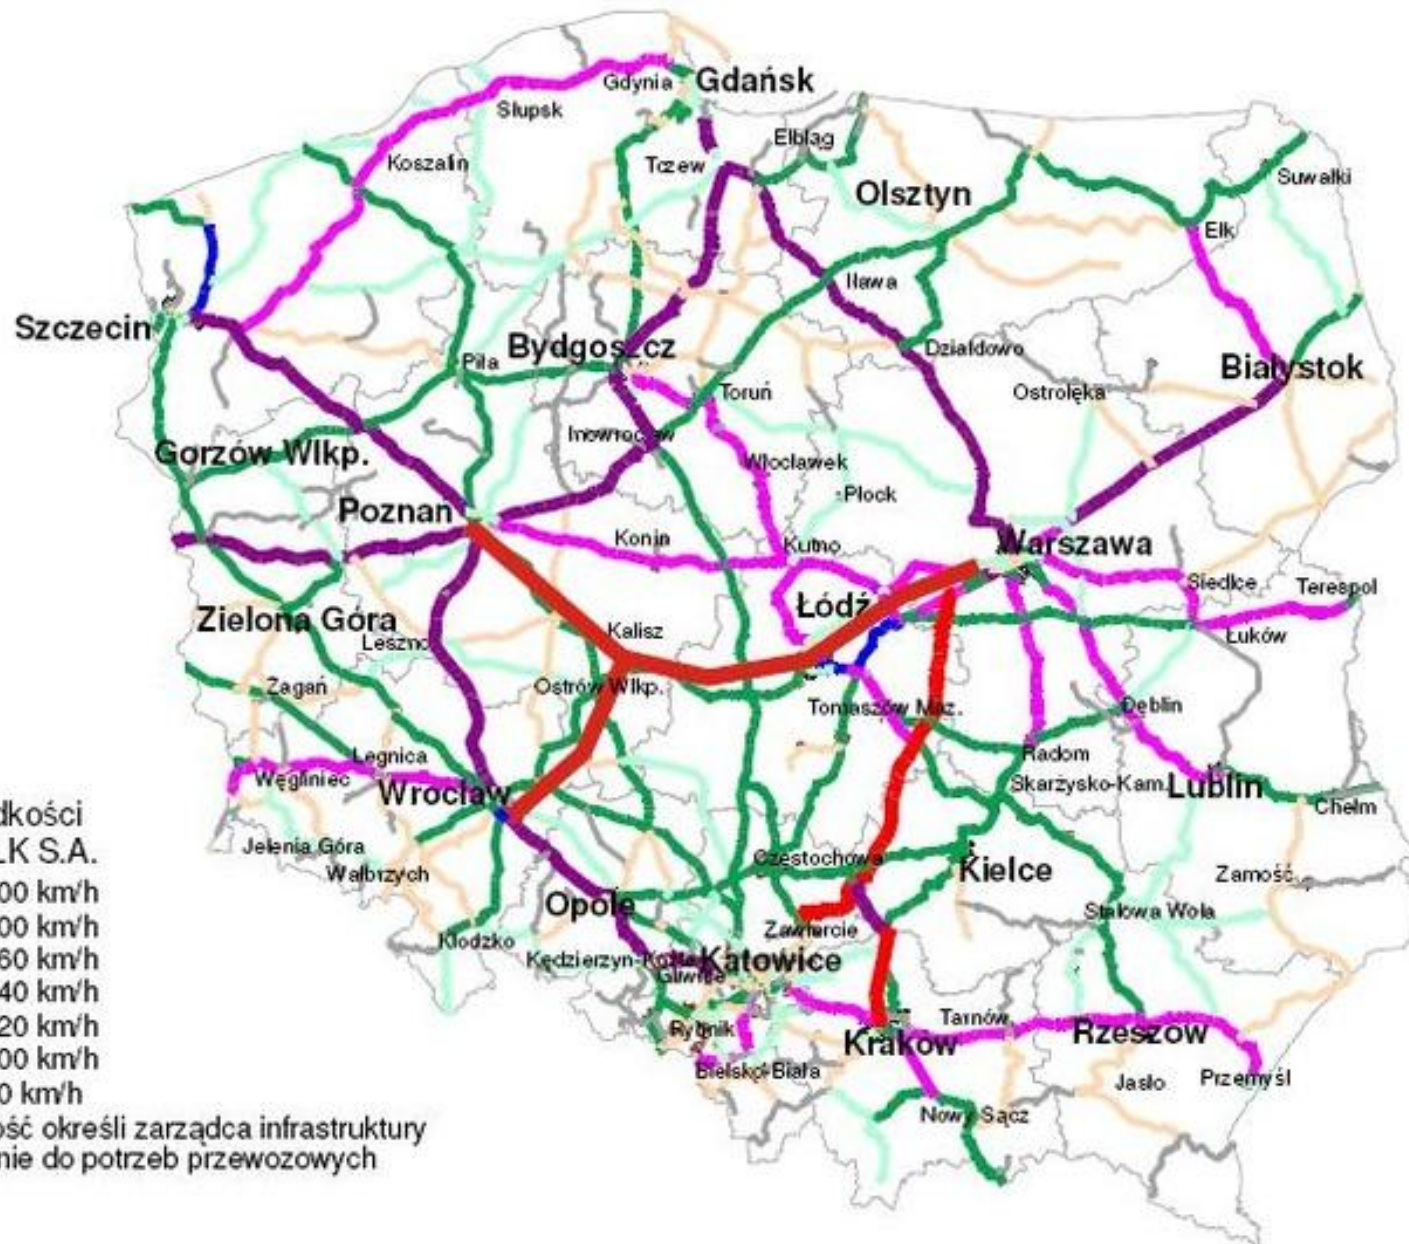 Gdańsk
Gdynia
Słupsk
Elbląg
Koszalin
Tczew
Olsztyn
Suwałki
Ełk
Iława
Szczecin
Bydgoszcz
Działdowo
Piła
Białystok
Ostrołęka
Toruń
Inowrocław
Gorzów Wlkp.
Włocławek
Płock
Poznan
Konin
Kutno
Warszawa
Siedlce
Terespol
Łódź
Zielona Góra
Kalisz
Łuków
Leszno
Ostrów Wlkp.
Żagań
Tomaszów Maz.
Dęblin
Legnica
Radom
Węgliniec
Skarżysko-Kam.
Lublin
Wrocław
Chełm
dkości
LK S.A.
Jelenia Góra
Częstochowa
Kielce
Wałbrzych
Zamość
00 km/h
Opole
00 km/h
Stalowa Wola
Zawiercie
Kłodzko
60 km/h
Kędzierzyn-Koźle
Katowice
Gliwice
40 km/h
Tarnów
20 km/h
Rybnik
Kraków
Rzeszów
00 km/h
Bielsko-Biała
Jasło
Przemyśl
0 km/h
Nowy Sącz
ość określi zarządca infrastruktury
nie do potrzeb przewozowych